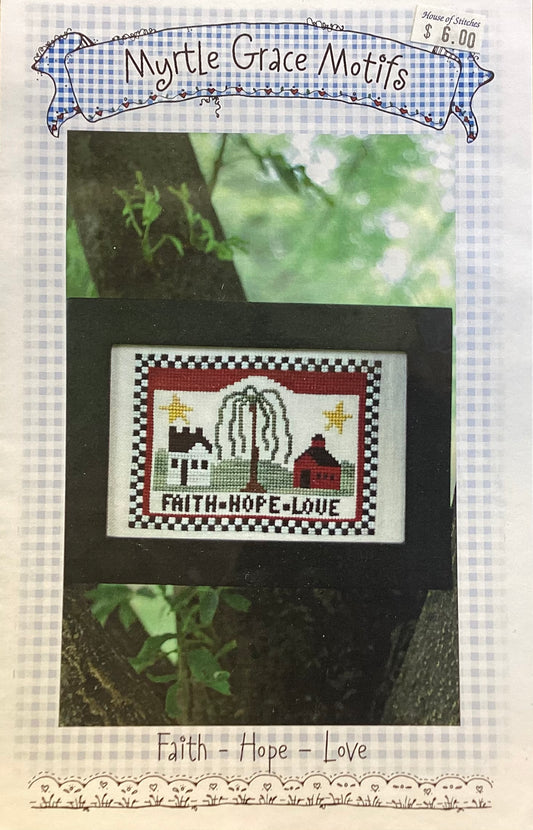 House of Stitches
$ 6.00
Myrtle Grace Motifs
FAITH-HOPE-LOVE
Faith - Hope - Love